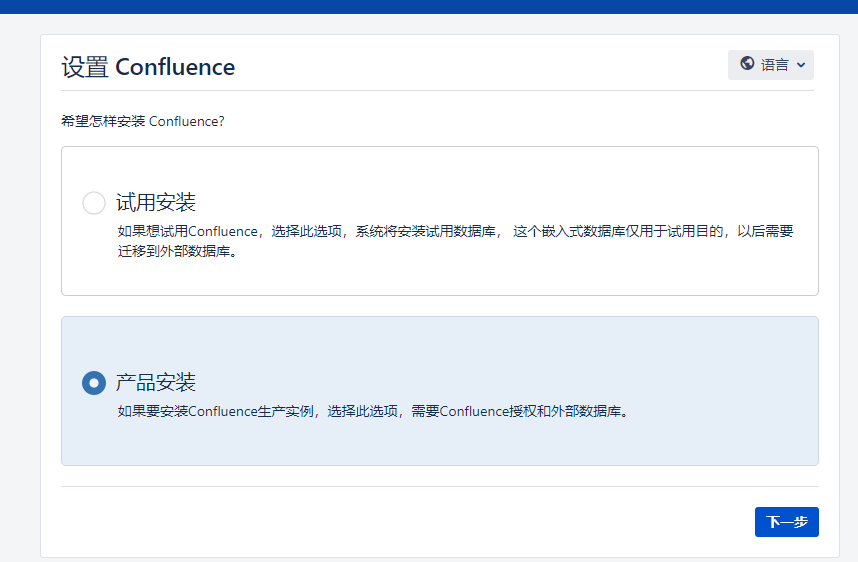 设置 Confluence
语言
希望怎样安装 Confluence?
试用安装
如果想试用Confluence，选择此选项，系统将安装试用数据库， 这个嵌入式数据库仅用于试用目的，以后需要
迁移到外部数据库。
产品安装
如果要安装Confluence生产实例，选择此选项，需要Confluence授权和外部数据库。
下一步